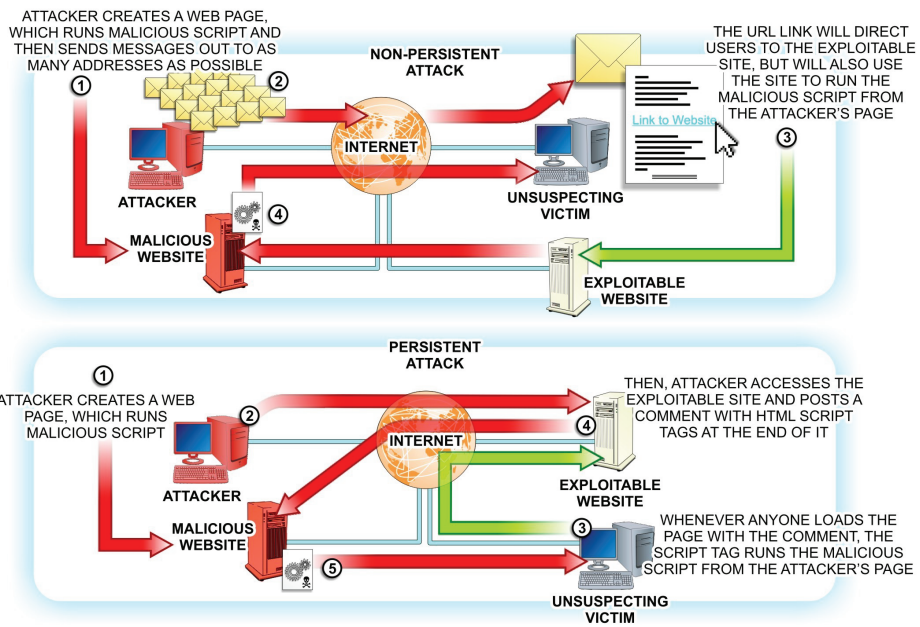 ATTACKER CREATES A WEB PAGE,
WHICH RUNS MALICIOUS SCRIPT AND
THEN SENDS MESSAGES OUT TO AS
MANY ADDRESSES AS POSSIBLE
1
2
NON-PERSISTENT
ATTACK
THE URL LINK WILL DIRECT
USERS TO THE EXPLOITABLE
SITE, BUT WILL ALSO USE
THE SITE TO RUN THE
MALICIOUS SCRIPT FROM
THE ATTACKER'S PAGE
3
Link to Website
INTERNET
ATTACKER
UNSUSPECTING
VICTIM
4
MALICIOUS
WEBSITE
EXPLOITABLE
WEBSITE
PERSISTENT
ATTACK
1
ATTACKER CREATES A WEB
PAGE, WHICH RUNS
MALICIOUS SCRIPT
2
THEN, ATTACKER ACCESSES THE
EXPLOITABLE SITE AND POSTS A
COMMENT WITH HTML SCRIPT
TAGS AT THE END OF IT
4
INTERNET
ATTACKER
EXPLOITABLE
WEBSITE
MALICIOUS
WEBSITE
3
WHENEVER ANYONE LOADS THE
PAGE WITH THE COMMENT, THE
SCRIPT TAG RUNS THE MALICIOUS
SCRIPT FROM THE ATTACKER'S PAGE
5
UNSUSPECTING
VICTIM